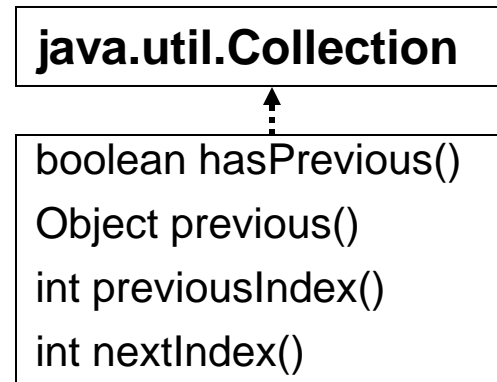 java.util.Collection
boolean hasPrevious()
Object previous()
int previousIndex()
int nextIndex()